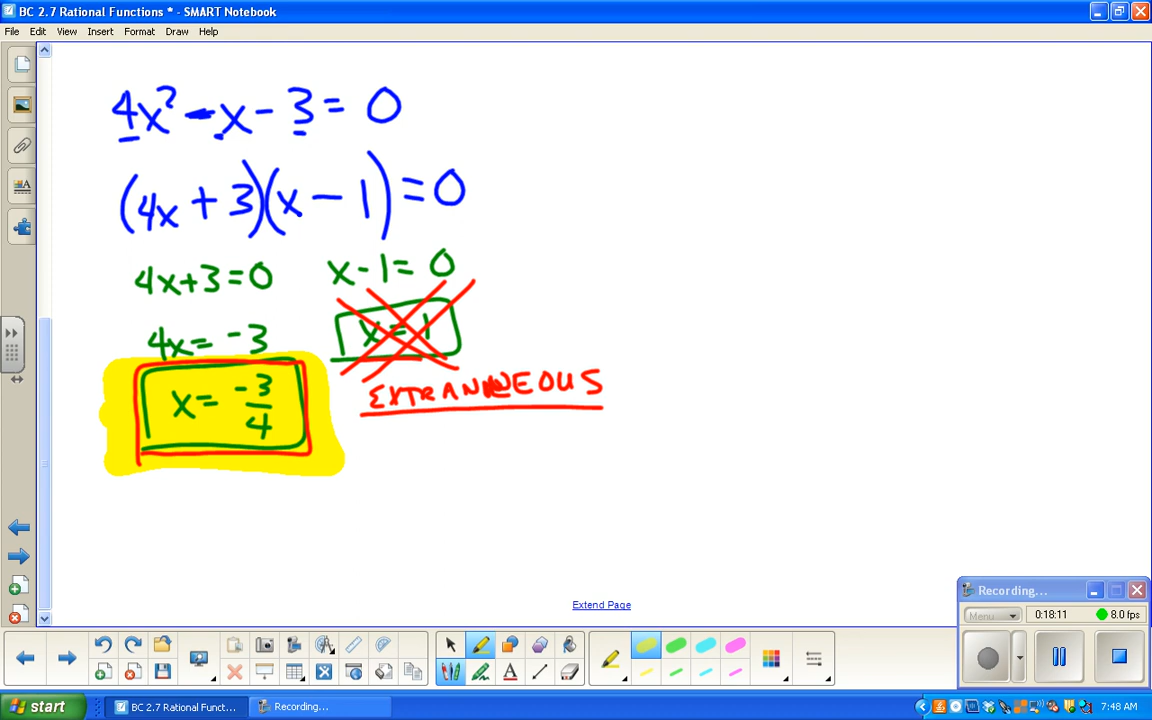 BC 2.7 Rational Functions * - SMART Notebook
File Edit View Insert Format Draw Help
4x² - x - 3 = 0
(4x + 3)(x - 1) = 0
4x+3=0 x-1=0
4x = -3 x = 1
x = -3/4 EXTRANEOUS
Extend Page
Recording...
Menu 0:18:11 8.0 fps
start BC 2.7 Rational Funct... Recording... 7:48 AM